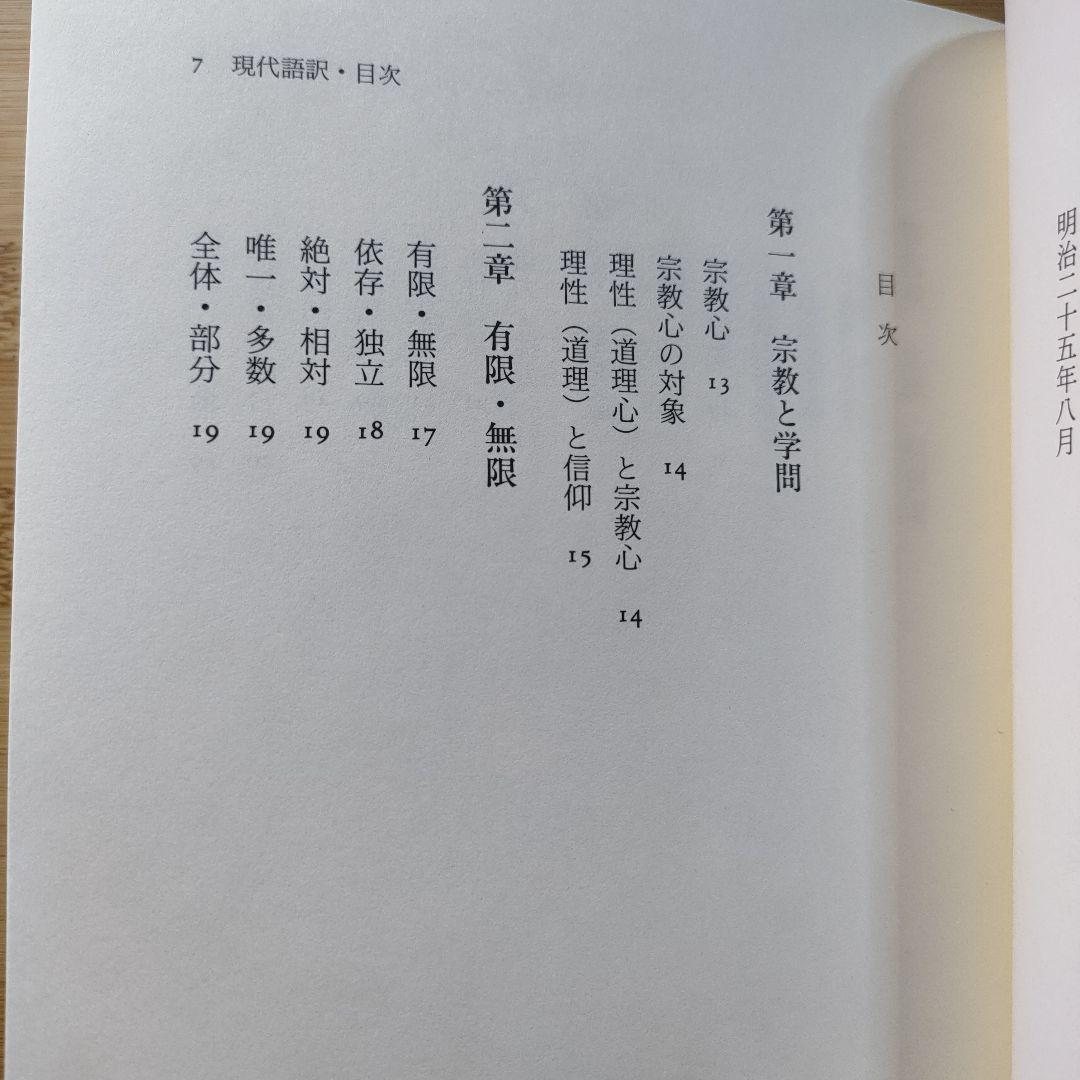 明治二十五年八月
7 現代語訳・目次
目次
第一章 宗教と学問
宗教心 13
宗教心の対象 14
理性（道理心）と宗教心 14
理性（道理）と信仰 15
第二章 有限・無限
有限・無限 17
依存・独立 18
絶対・相対 19
唯一・多数 19
全体・部分 19